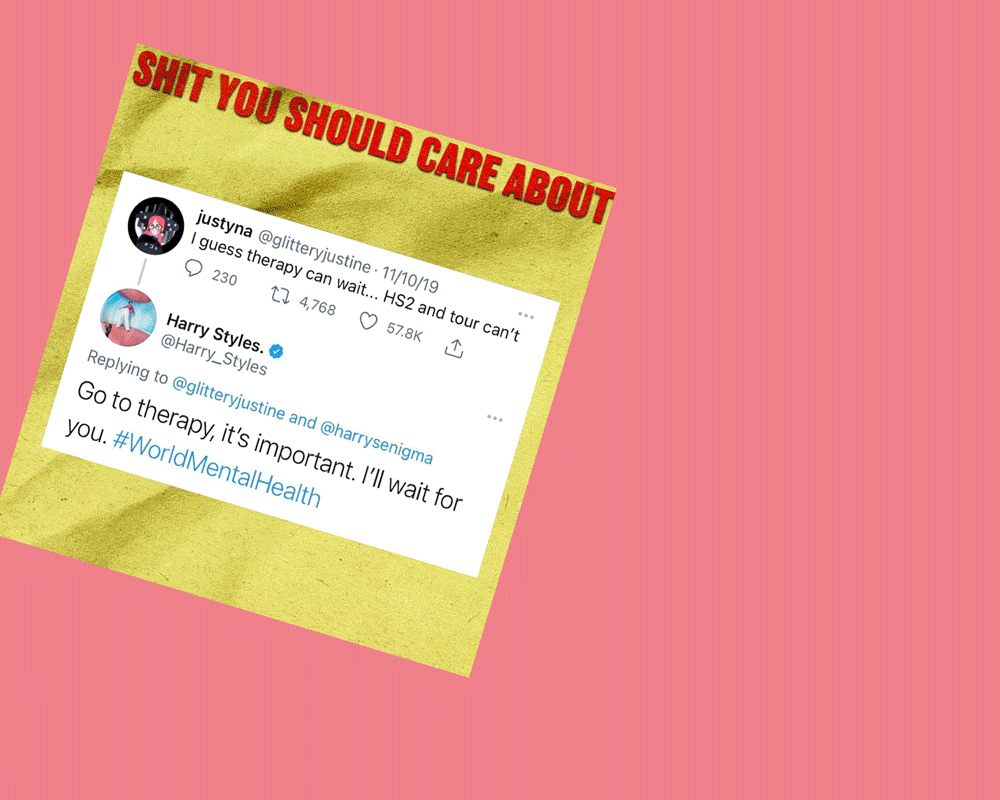 SHIT YOU SHOULD CARE ABOUT
justyna @glitteryjustine · 11/10/19
I guess therapy can wait... HS2 and tour can't
230 4,768 57.8K
Harry Styles.
@Harry_Styles
Replying to @glitteryjustine and @harrysenigma
Go to therapy, it's important. I'll wait for
you. #WorldMentalHealth